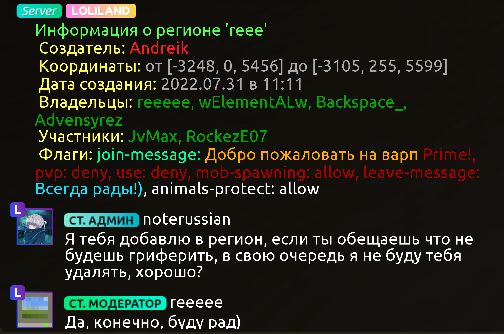 Server LOLILAND
Информация о регионе 'reee'
Создатель: Andreik
Координаты: от [-3248, 0, 5456] до [-3105, 255, 5599]
Дата создания: 2022.07.31 в 11:11
Владельцы: reeeee, wElementALw, Backspace_,
Advensyrez
Участники: JvMax, RockezE07
Флаги: join-message: Добро пожаловать на варп Prime!,
pvp: deny, use: deny, mob-spawning: allow, leave-message:
Всегда рады!), animals-protect: allow
L
СТ. АДМИН noterussian
Я тебя добавлю в регион, если ты обещаешь что не
будешь гриферить, в свою очередь я не буду тебя
удалять, хорошо?
L
СТ. МОДЕРАТОР reeeee
Да, конечно, буду рад)